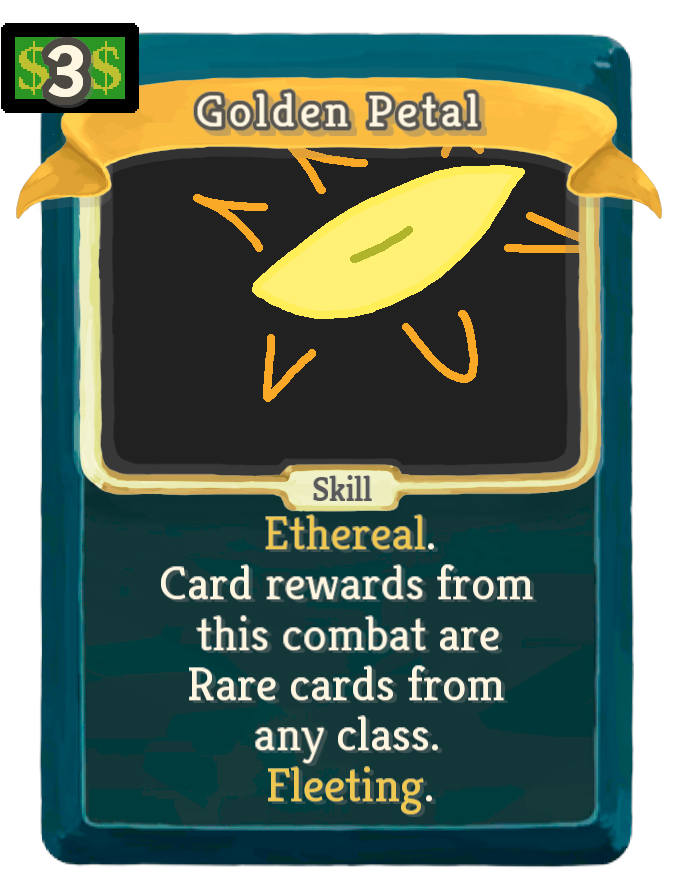 $3$
Golden Petal
Skill
Ethereal.
Card rewards from
this combat are
Rare cards from
any class.
Fleeting.